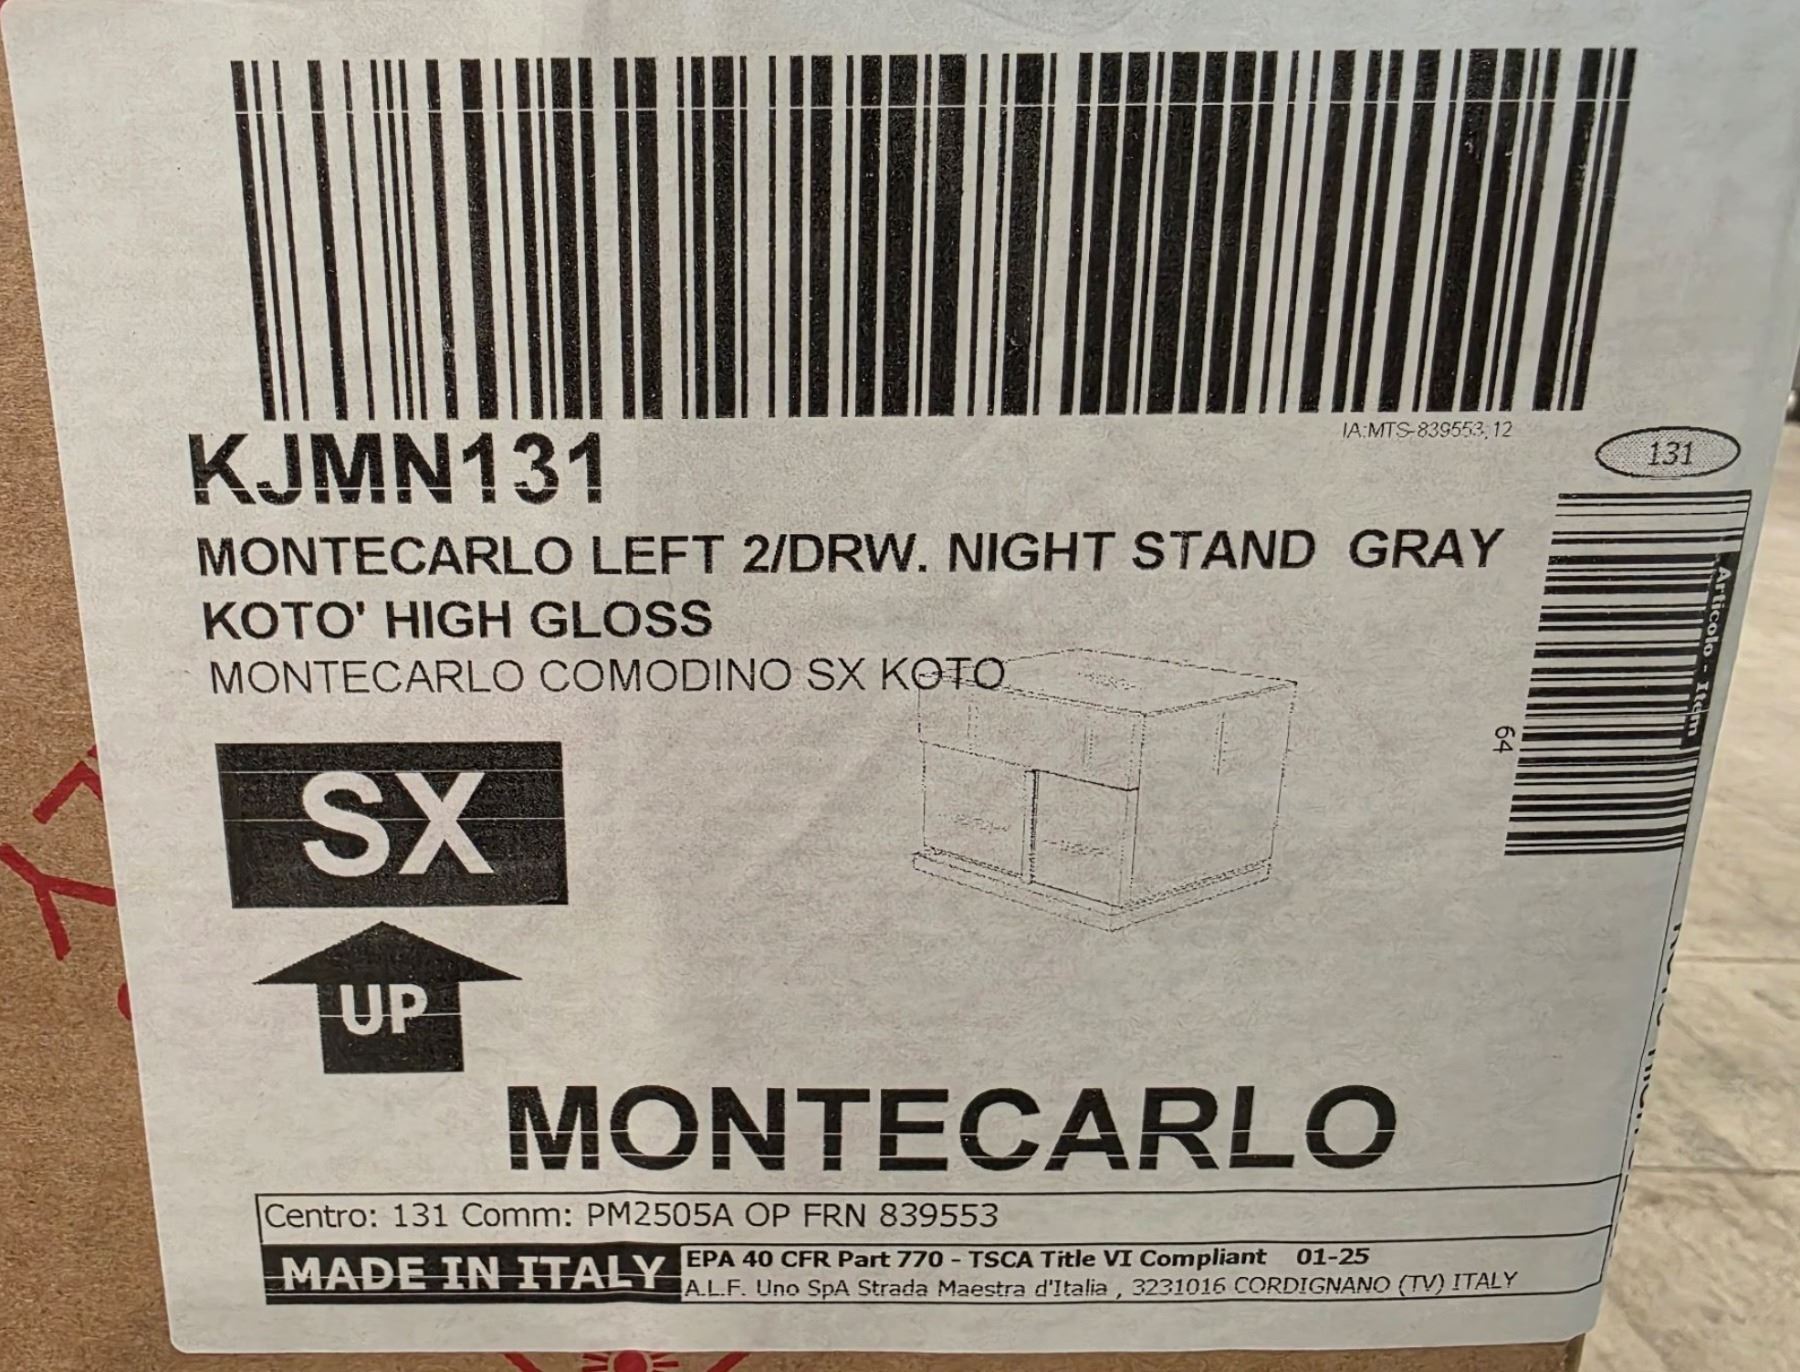 IA:MTS-839553,12
KJMN131
131
MONTECARLO LEFT 2/DRW. NIGHT STAND GRAY
KOTO' HIGH GLOSS
MONTECARLO COMODINO SX KOTO
Articolo - Item
64
SX
UP
MONTECARLO
Centro: 131 Comm: PM2505A OP FRN 839553
MADE IN ITALY
EPA 40 CFR Part 770 - TSCA Title VI Compliant 01-25
A.L.F. Uno SpA Strada Maestra d'Italia , 3231016 CORDIGNANO (TV) ITALY